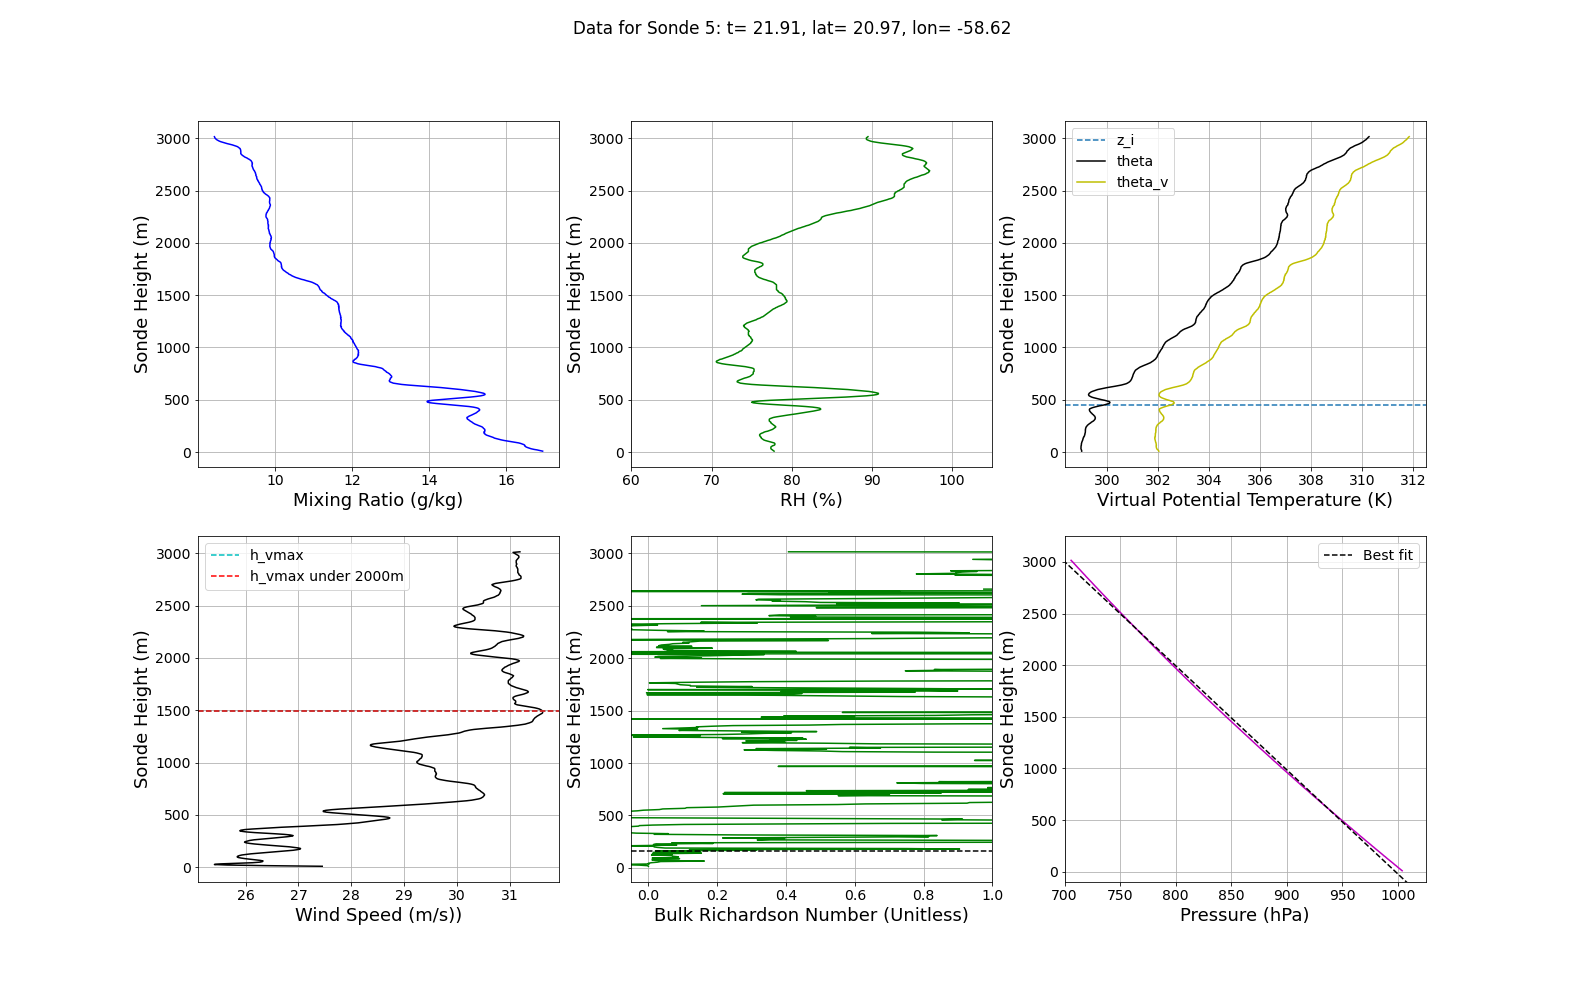 Data for Sonde 5: t= 21.91, lat= 20.97, lon= -58.62
Sonde Height (m)
3000
2500
2000
1500
1000
500
0
10 12 14 16
Mixing Ratio (g/kg)
Sonde Height (m)
3000
2500
2000
1500
1000
500
0
60 70 80 90 100
RH (%)
Sonde Height (m)
3000
2500
2000
1500
1000
500
0
z_i
theta
theta_v
300 302 304 306 308 310 312
Virtual Potential Temperature (K)
Sonde Height (m)
3000
2500
2000
1500
1000
500
0
h_vmax
h_vmax under 2000m
26 27 28 29 30 31
Wind Speed (m/s))
Sonde Height (m)
3000
2500
2000
1500
1000
500
0
0.0 0.2 0.4 0.6 0.8 1.0
Bulk Richardson Number (Unitless)
Sonde Height (m)
3000
2500
2000
1500
1000
500
0
Best fit
700 750 800 850 900 950 1000
Pressure (hPa)